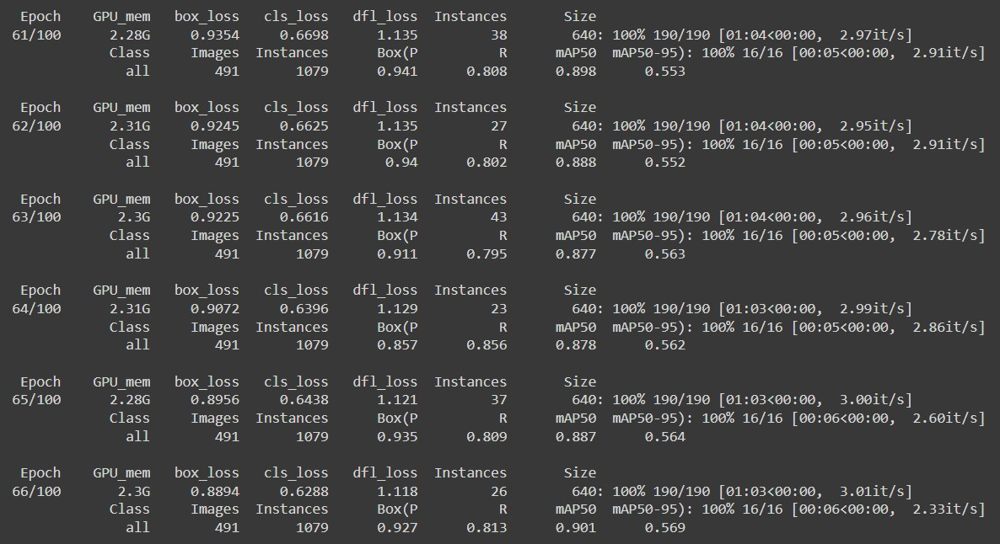 Epoch GPU_mem box_loss cls_loss dfl_loss Instances Size
61/100 2.28G 0.9354 0.6698 1.135 38 640: 100% 190/190 [01:04<00:00, 2.97it/s]
Class Images Instances Box(P R mAP50 mAP50-95): 100% 16/16 [00:05<00:00, 2.91it/s]
all 491 1079 0.941 0.808 0.898 0.553
Epoch GPU_mem box_loss cls_loss dfl_loss Instances Size
62/100 2.31G 0.9245 0.6625 1.135 27 640: 100% 190/190 [01:04<00:00, 2.95it/s]
Class Images Instances Box(P R mAP50 mAP50-95): 100% 16/16 [00:05<00:00, 2.91it/s]
all 491 1079 0.94 0.802 0.888 0.552
Epoch GPU_mem box_loss cls_loss dfl_loss Instances Size
63/100 2.3G 0.9225 0.6616 1.134 43 640: 100% 190/190 [01:04<00:00, 2.96it/s]
Class Images Instances Box(P R mAP50 mAP50-95): 100% 16/16 [00:05<00:00, 2.78it/s]
all 491 1079 0.911 0.795 0.877 0.563
Epoch GPU_mem box_loss cls_loss dfl_loss Instances Size
64/100 2.31G 0.9072 0.6396 1.129 23 640: 100% 190/190 [01:03<00:00, 2.99it/s]
Class Images Instances Box(P R mAP50 mAP50-95): 100% 16/16 [00:05<00:00, 2.86it/s]
all 491 1079 0.857 0.856 0.878 0.562
Epoch GPU_mem box_loss cls_loss dfl_loss Instances Size
65/100 2.28G 0.8956 0.6438 1.121 37 640: 100% 190/190 [01:03<00:00, 3.00it/s]
Class Images Instances Box(P R mAP50 mAP50-95): 100% 16/16 [00:06<00:00, 2.60it/s]
all 491 1079 0.935 0.809 0.887 0.564
Epoch GPU_mem box_loss cls_loss dfl_loss Instances Size
66/100 2.3G 0.8894 0.6288 1.118 26 640: 100% 190/190 [01:03<00:00, 3.01it/s]
Class Images Instances Box(P R mAP50 mAP50-95): 100% 16/16 [00:06<00:00, 2.33it/s]
all 491 1079 0.927 0.813 0.901 0.569